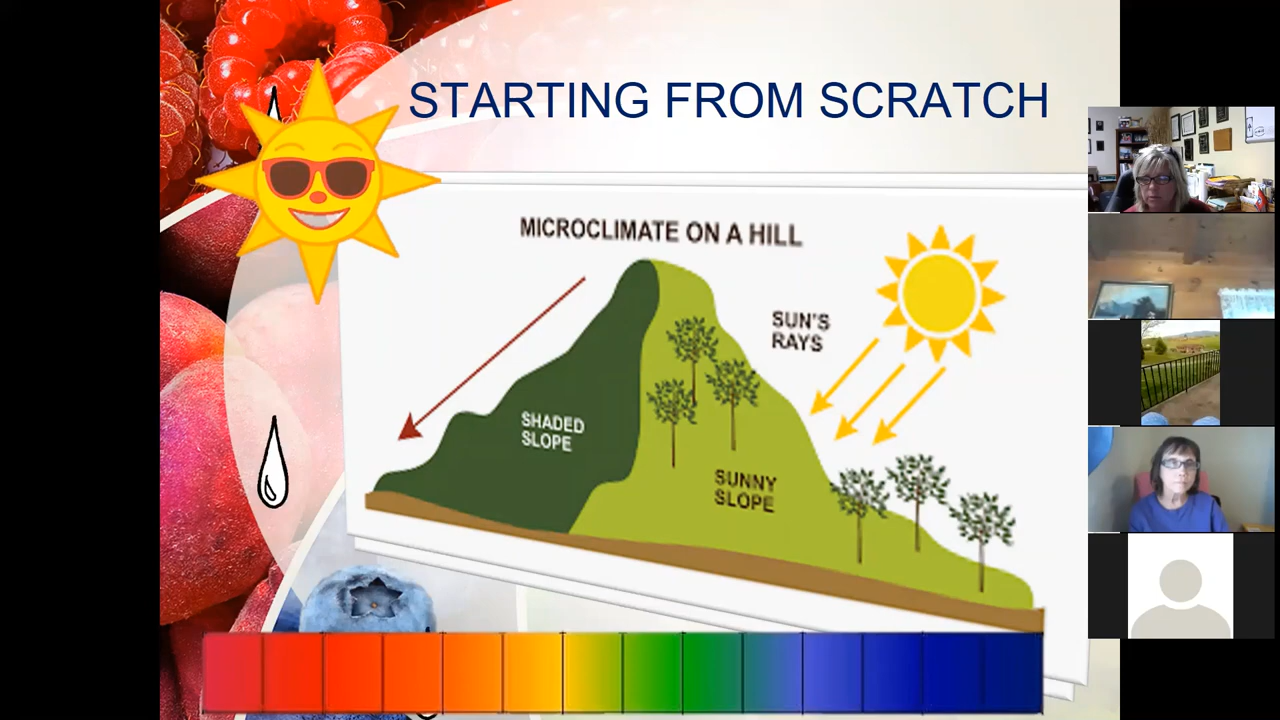 STARTING FROM SCRATCH
MICROCLIMATE ON A HILL
SUN'S
RAYS
SHADED
SLOPE
SUNNY
SLOPE